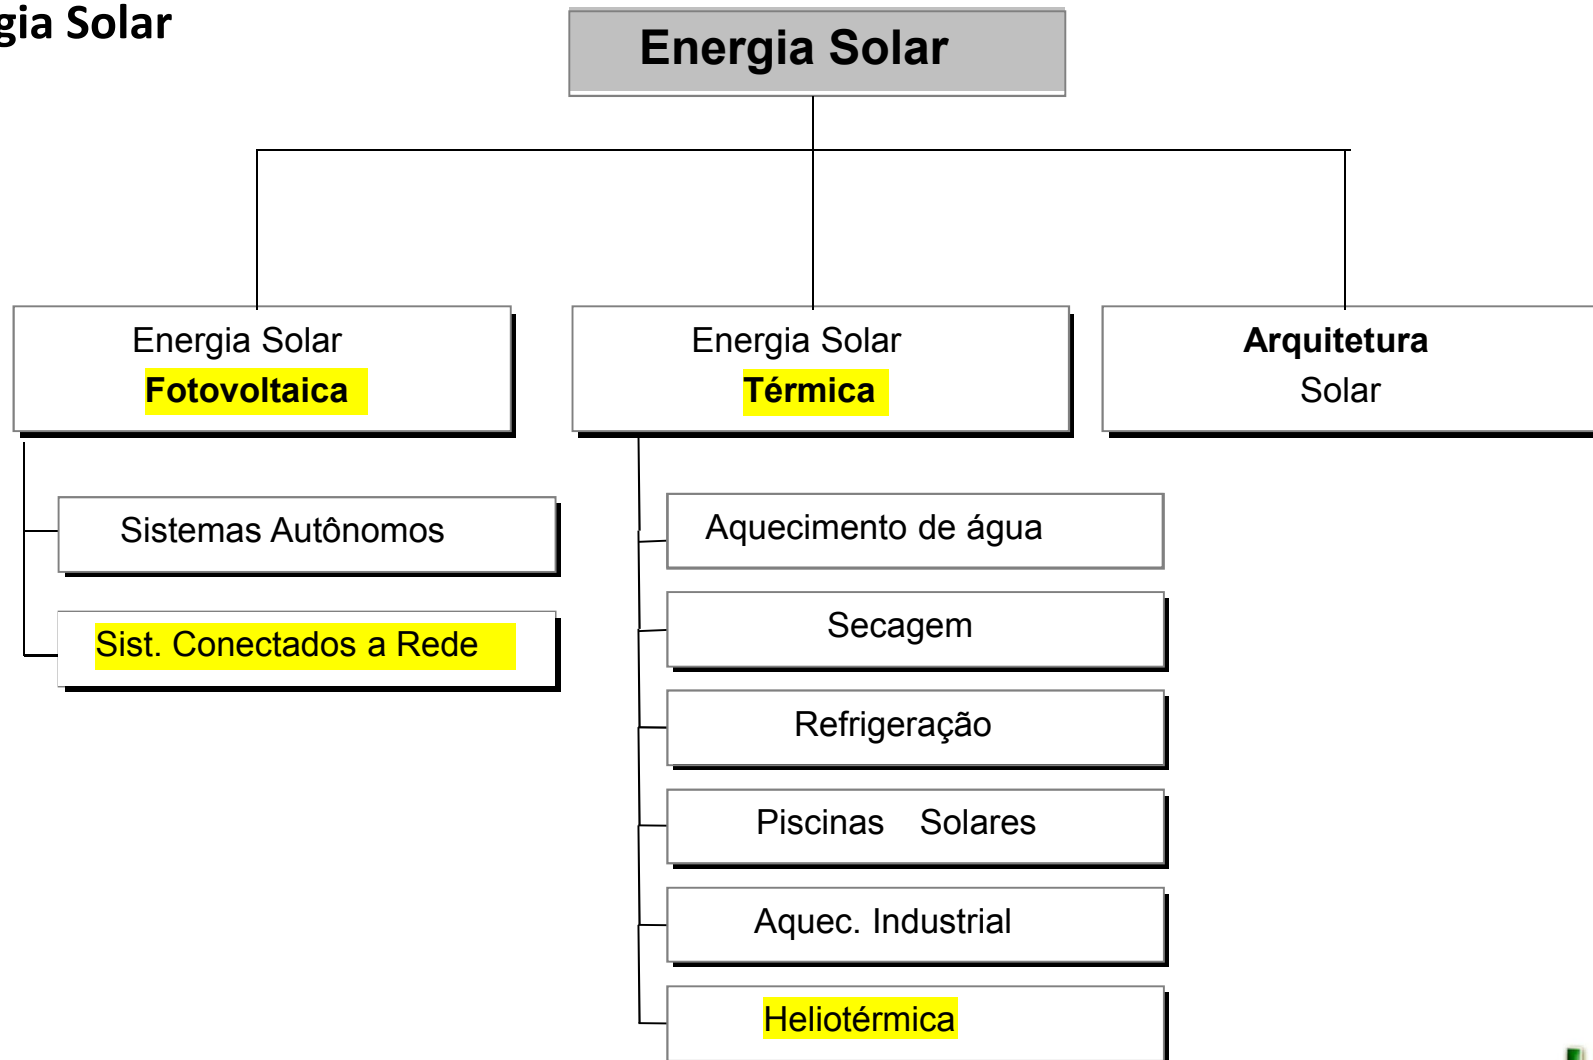 gia Solar
Energia Solar
Energia Solar
Fotovoltaica
Energia Solar
Térmica
Arquitetura
Solar
Sistemas Autônomos
Sist. Conectados a Rede
Aquecimento de água
Secagem
Refrigeração
Piscinas Solares
Aquec. Industrial
Heliotérmica